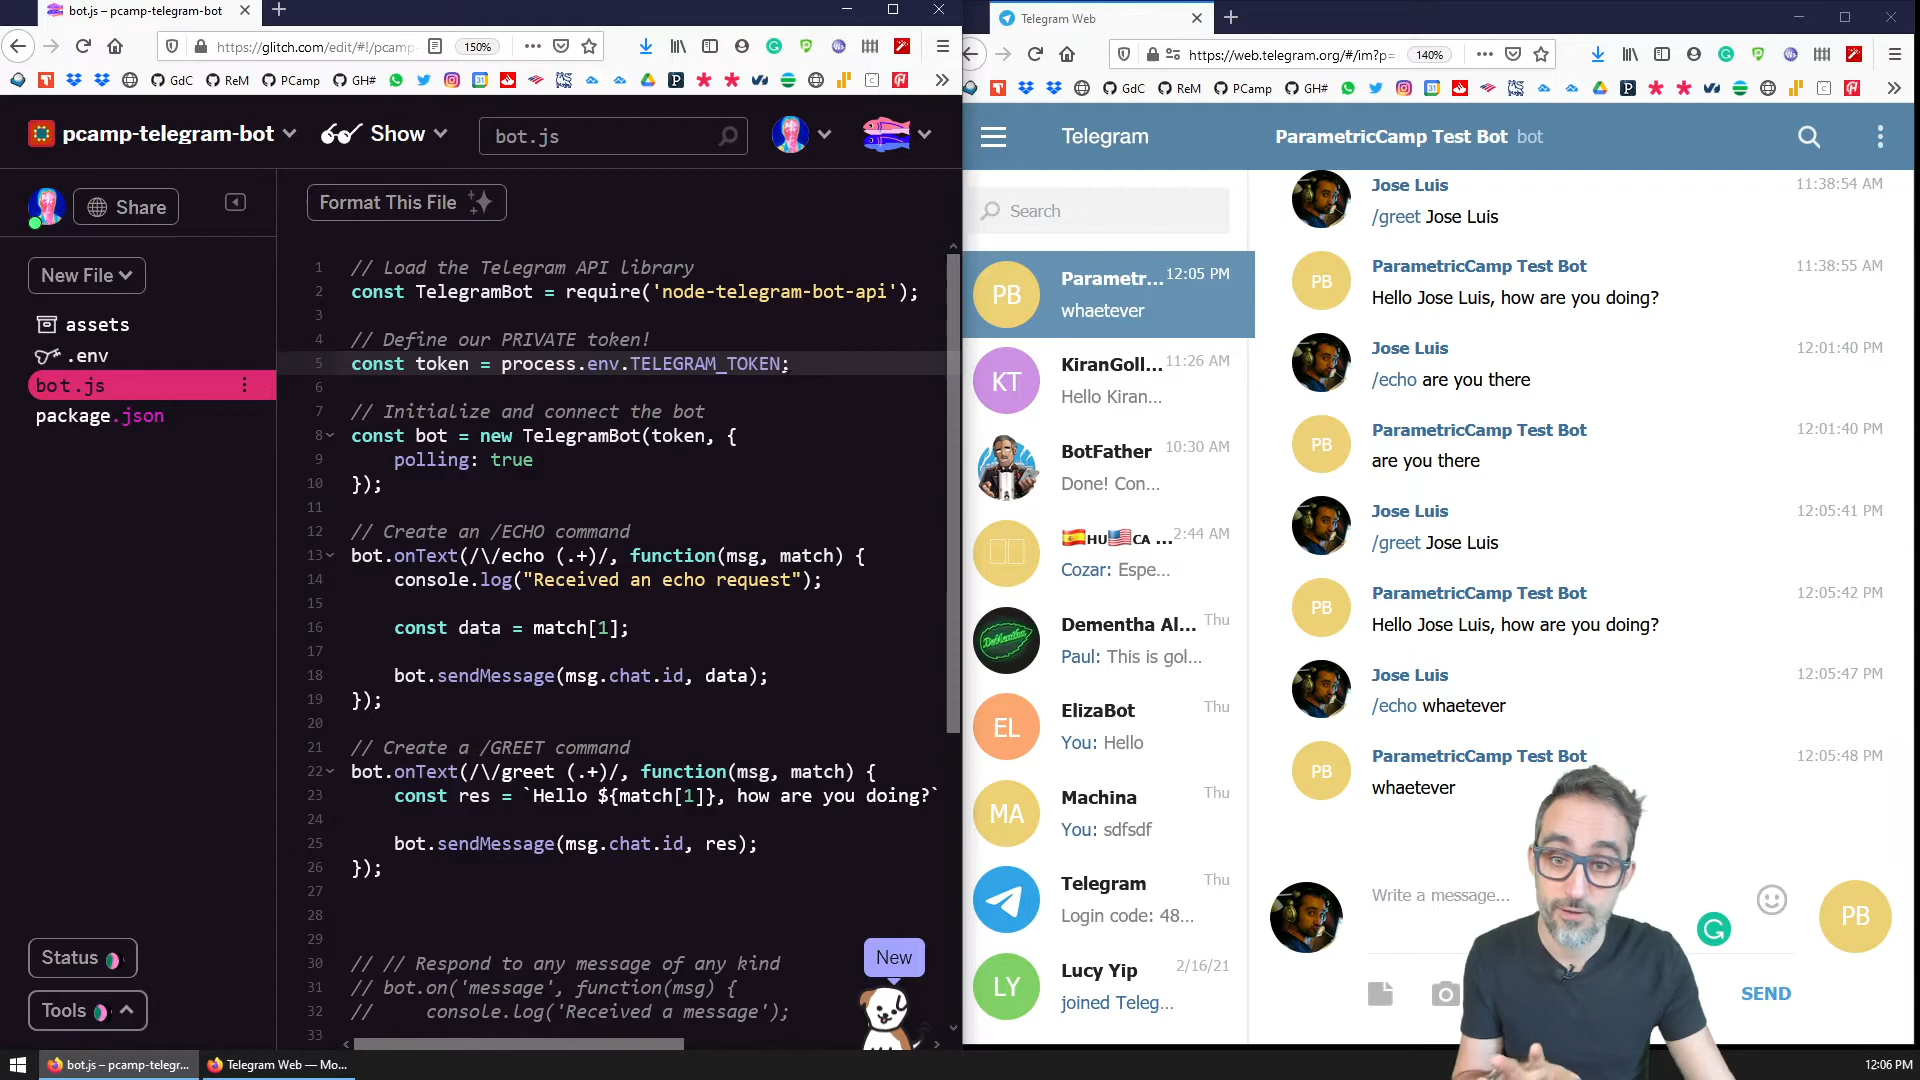 bot.js – pcamp-telegram-bot
https://glitch.com/edit/#!/pcamp
150%
GdC
ReM
PCamp
GH#
pcamp-telegram-bot
Show
bot.js
Share
Format This File
New File
assets
.env
bot.js
package.json
Status
Tools
1 // Load the Telegram API library
2 const TelegramBot = require('node-telegram-bot-api');
3
4 // Define our PRIVATE token!
5 const token = process.env.TELEGRAM_TOKEN;
6
7 // Initialize and connect the bot
8 const bot = new TelegramBot(token, {
9 polling: true
10 });
11
12 // Create an /ECHO command
13 bot.onText(/\/echo (.+)/, function(msg, match) {
14 console.log("Received an echo request");
15
16 const data = match[1];
17
18 bot.sendMessage(msg.chat.id, data);
19 });
20
21 // Create a /GREET command
22 bot.onText(/\/greet (.+)/, function(msg, match) {
23 const res = `Hello ${match[1]}, how are you doing?`
24
25 bot.sendMessage(msg.chat.id, res);
26 });
27
28
29
30 // // Respond to any message of any kind
31 // bot.on('message', function(msg) {
32 // console.log('Received a message');
33
New
Telegram Web
https://web.telegram.org/#/im?p=
140%
GdC
ReM
PCamp
GH#
Telegram
ParametricCamp Test Bot bot
Search
PB
Parametr... 12:05 PM
whaetever
KT
KiranGoll... 11:26 AM
Hello Kiran...
BotFather 10:30 AM
Done! Con...
HU CA ... 2:44 AM
Cozar: Espe...
Dementha Al... Thu
Paul: This is gol...
EL
ElizaBot Thu
You: Hello
MA
Machina Thu
You: sdfsdf
Telegram Thu
Login code: 48...
LY
Lucy Yip 2/16/21
joined Teleg...
Jose Luis 11:38:54 AM
/greet Jose Luis
PB
ParametricCamp Test Bot 11:38:55 AM
Hello Jose Luis, how are you doing?
Jose Luis 12:01:40 PM
/echo are you there
PB
ParametricCamp Test Bot 12:01:40 PM
are you there
Jose Luis 12:05:41 PM
/greet Jose Luis
PB
ParametricCamp Test Bot 12:05:42 PM
Hello Jose Luis, how are you doing?
Jose Luis 12:05:47 PM
/echo whaetever
PB
ParametricCamp Test Bot 12:05:48 PM
whaetever
Write a message...
PB
SEND
bot.js – pcamp-telegr...
Telegram Web — Mo...
12:06 PM